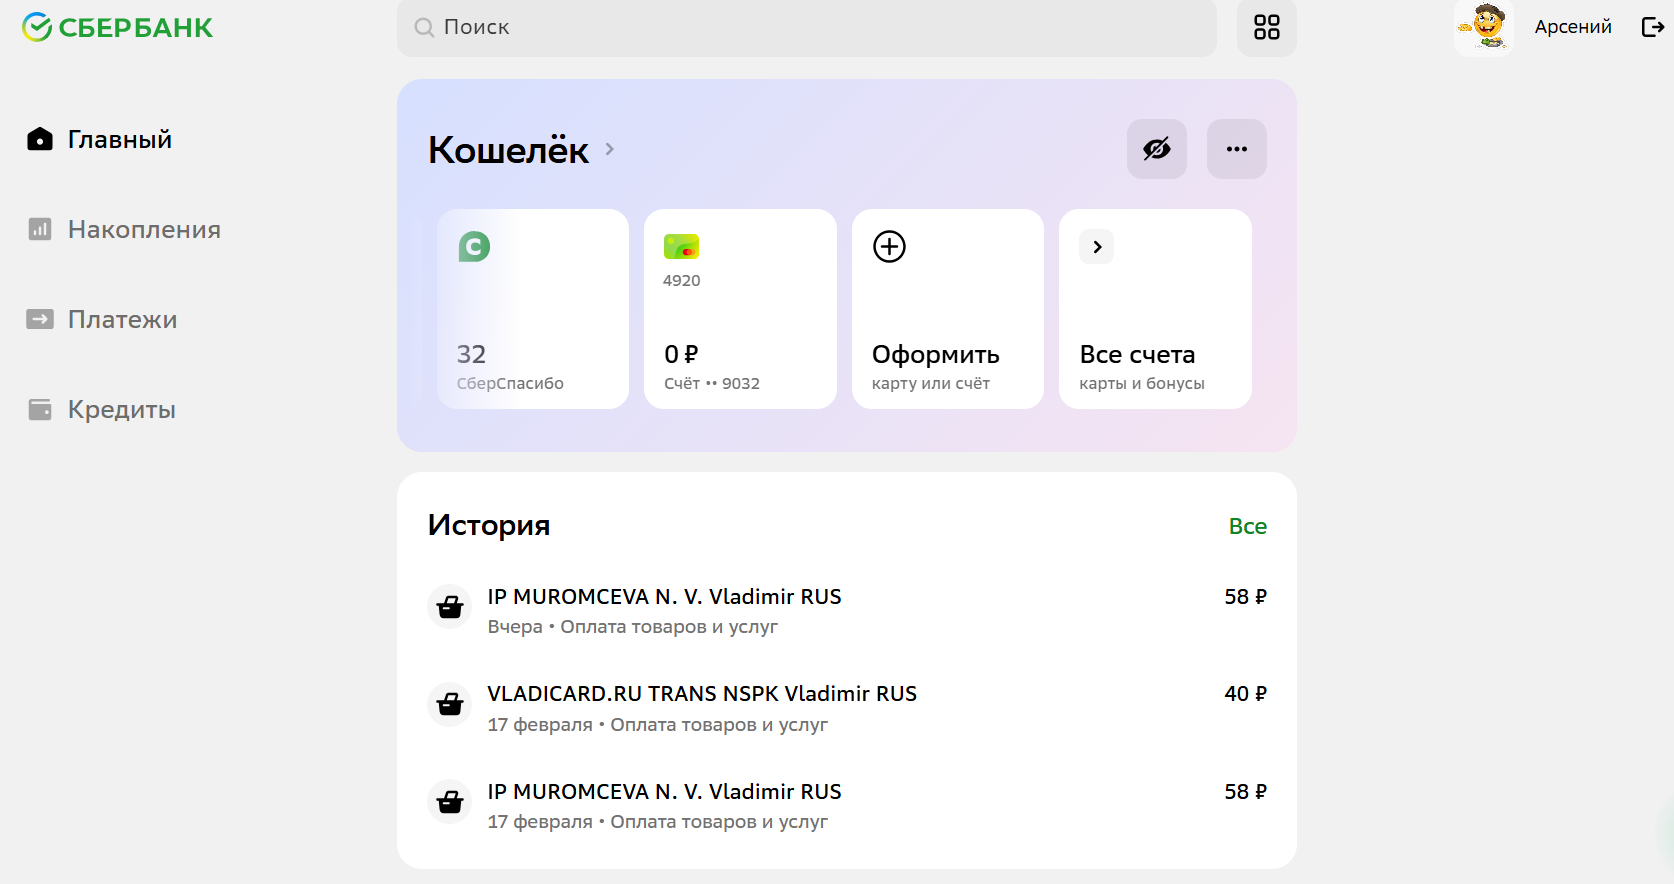 СБЕРБАНК
Поиск
Арсений
Главный
Накопления
Платежи
Кредиты
Кошелёк
32
СберСпасибо
4920
0 ₽
Счёт •• 9032
Оформить
карту или счёт
Все счета
карты и бонусы
История
Все
IP MUROMCEVA N. V. Vladimir RUS
58 ₽
Вчера • Оплата товаров и услуг
VLADICARD.RU TRANS NSPK Vladimir RUS
40 ₽
17 февраля • Оплата товаров и услуг
IP MUROMCEVA N. V. Vladimir RUS
58 ₽
17 февраля • Оплата товаров и услуг